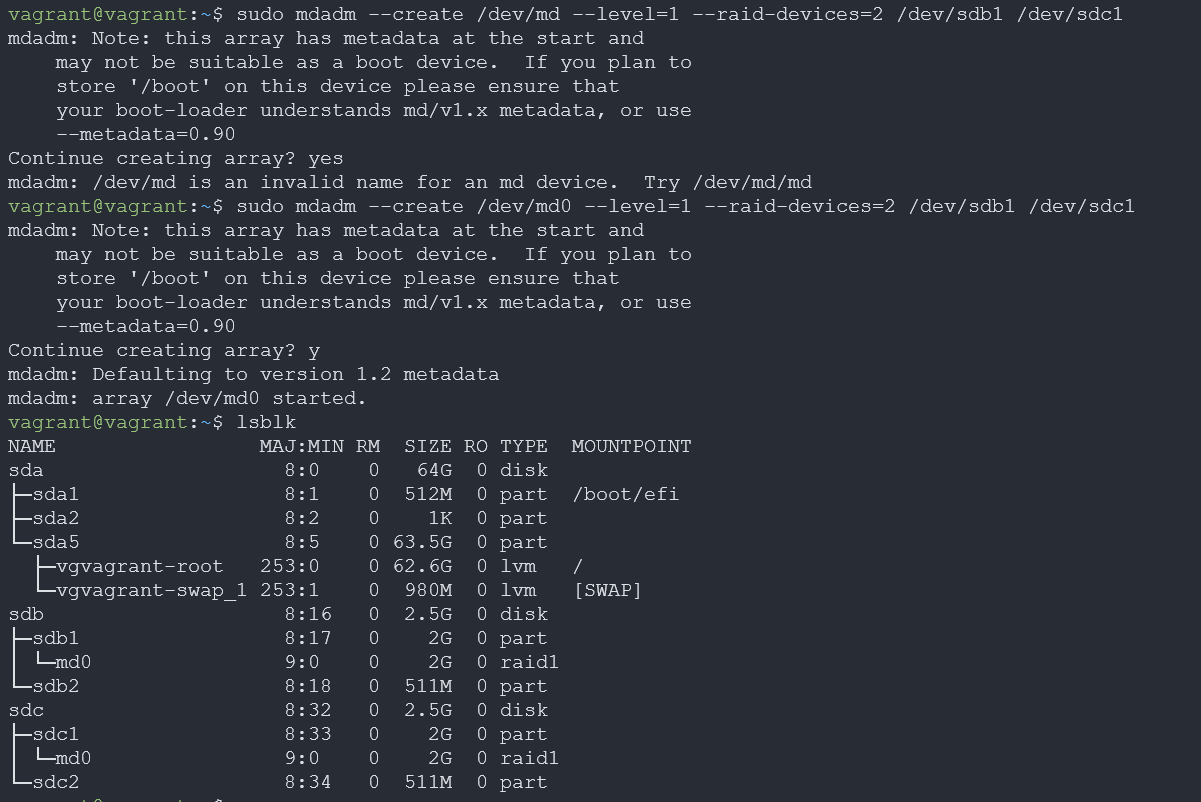 vagrant@vagrant:~$ sudo mdadm --create /dev/md --level=1 --raid-devices=2 /dev/sdb1 /dev/sdc1
mdadm: Note: this array has metadata at the start and
    may not be suitable as a boot device.  If you plan to
    store '/boot' on this device please ensure that
    your boot-loader understands md/v1.x metadata, or use
    --metadata=0.90
Continue creating array? yes
mdadm: /dev/md is an invalid name for an md device.  Try /dev/md/md
vagrant@vagrant:~$ sudo mdadm --create /dev/md0 --level=1 --raid-devices=2 /dev/sdb1 /dev/sdc1
mdadm: Note: this array has metadata at the start and
    may not be suitable as a boot device.  If you plan to
    store '/boot' on this device please ensure that
    your boot-loader understands md/v1.x metadata, or use
    --metadata=0.90
Continue creating array? y
mdadm: Defaulting to version 1.2 metadata
mdadm: array /dev/md0 started.
vagrant@vagrant:~$ lsblk
NAME                 MAJ:MIN RM  SIZE RO TYPE  MOUNTPOINT
sda                    8:0    0   64G  0 disk
├─sda1                 8:1    0  512M  0 part  /boot/efi
├─sda2                 8:2    0    1K  0 part
└─sda5                 8:5    0 63.5G  0 part
  ├─vgvagrant-root   253:0    0 62.6G  0 lvm   /
  └─vgvagrant-swap_1 253:1    0  980M  0 lvm   [SWAP]
sdb                    8:16   0  2.5G  0 disk
├─sdb1                 8:17   0    2G  0 part
│ └─md0                9:0    0    2G  0 raid1
└─sdb2                 8:18   0  511M  0 part
sdc                    8:32   0  2.5G  0 disk
├─sdc1                 8:33   0    2G  0 part
│ └─md0                9:0    0    2G  0 raid1
└─sdc2                 8:34   0  511M  0 part